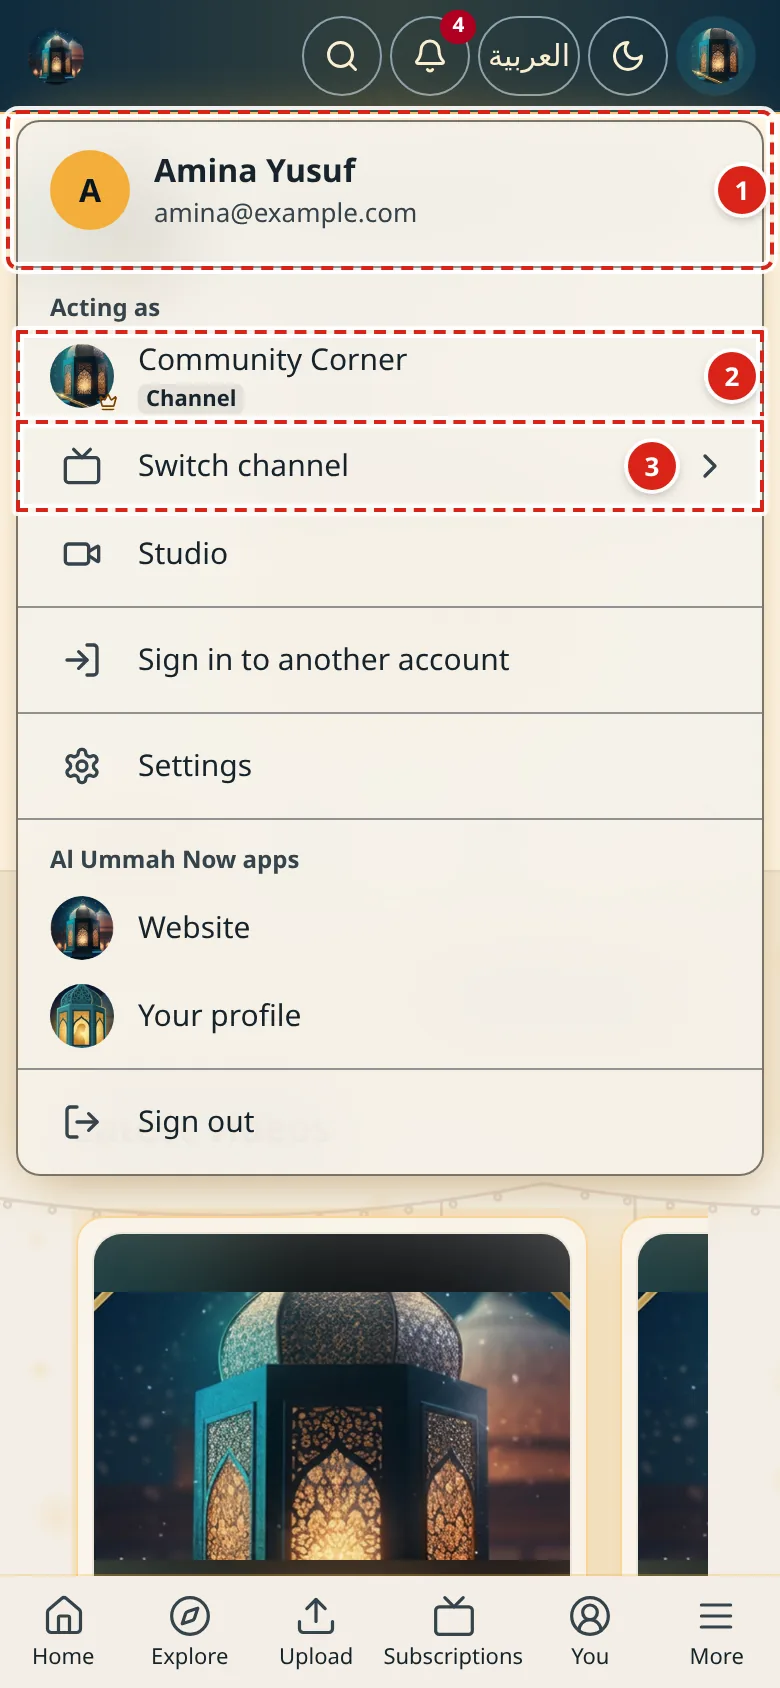 4
العربية
A
Amina Yusuf
amina@example.com
1
Acting as
Community Corner
Channel
2
Switch channel
3
Studio
Sign in to another account
Settings
Al Ummah Now apps
Website
Your profile
Sign out
Home
Explore
Upload
Subscriptions
You
More